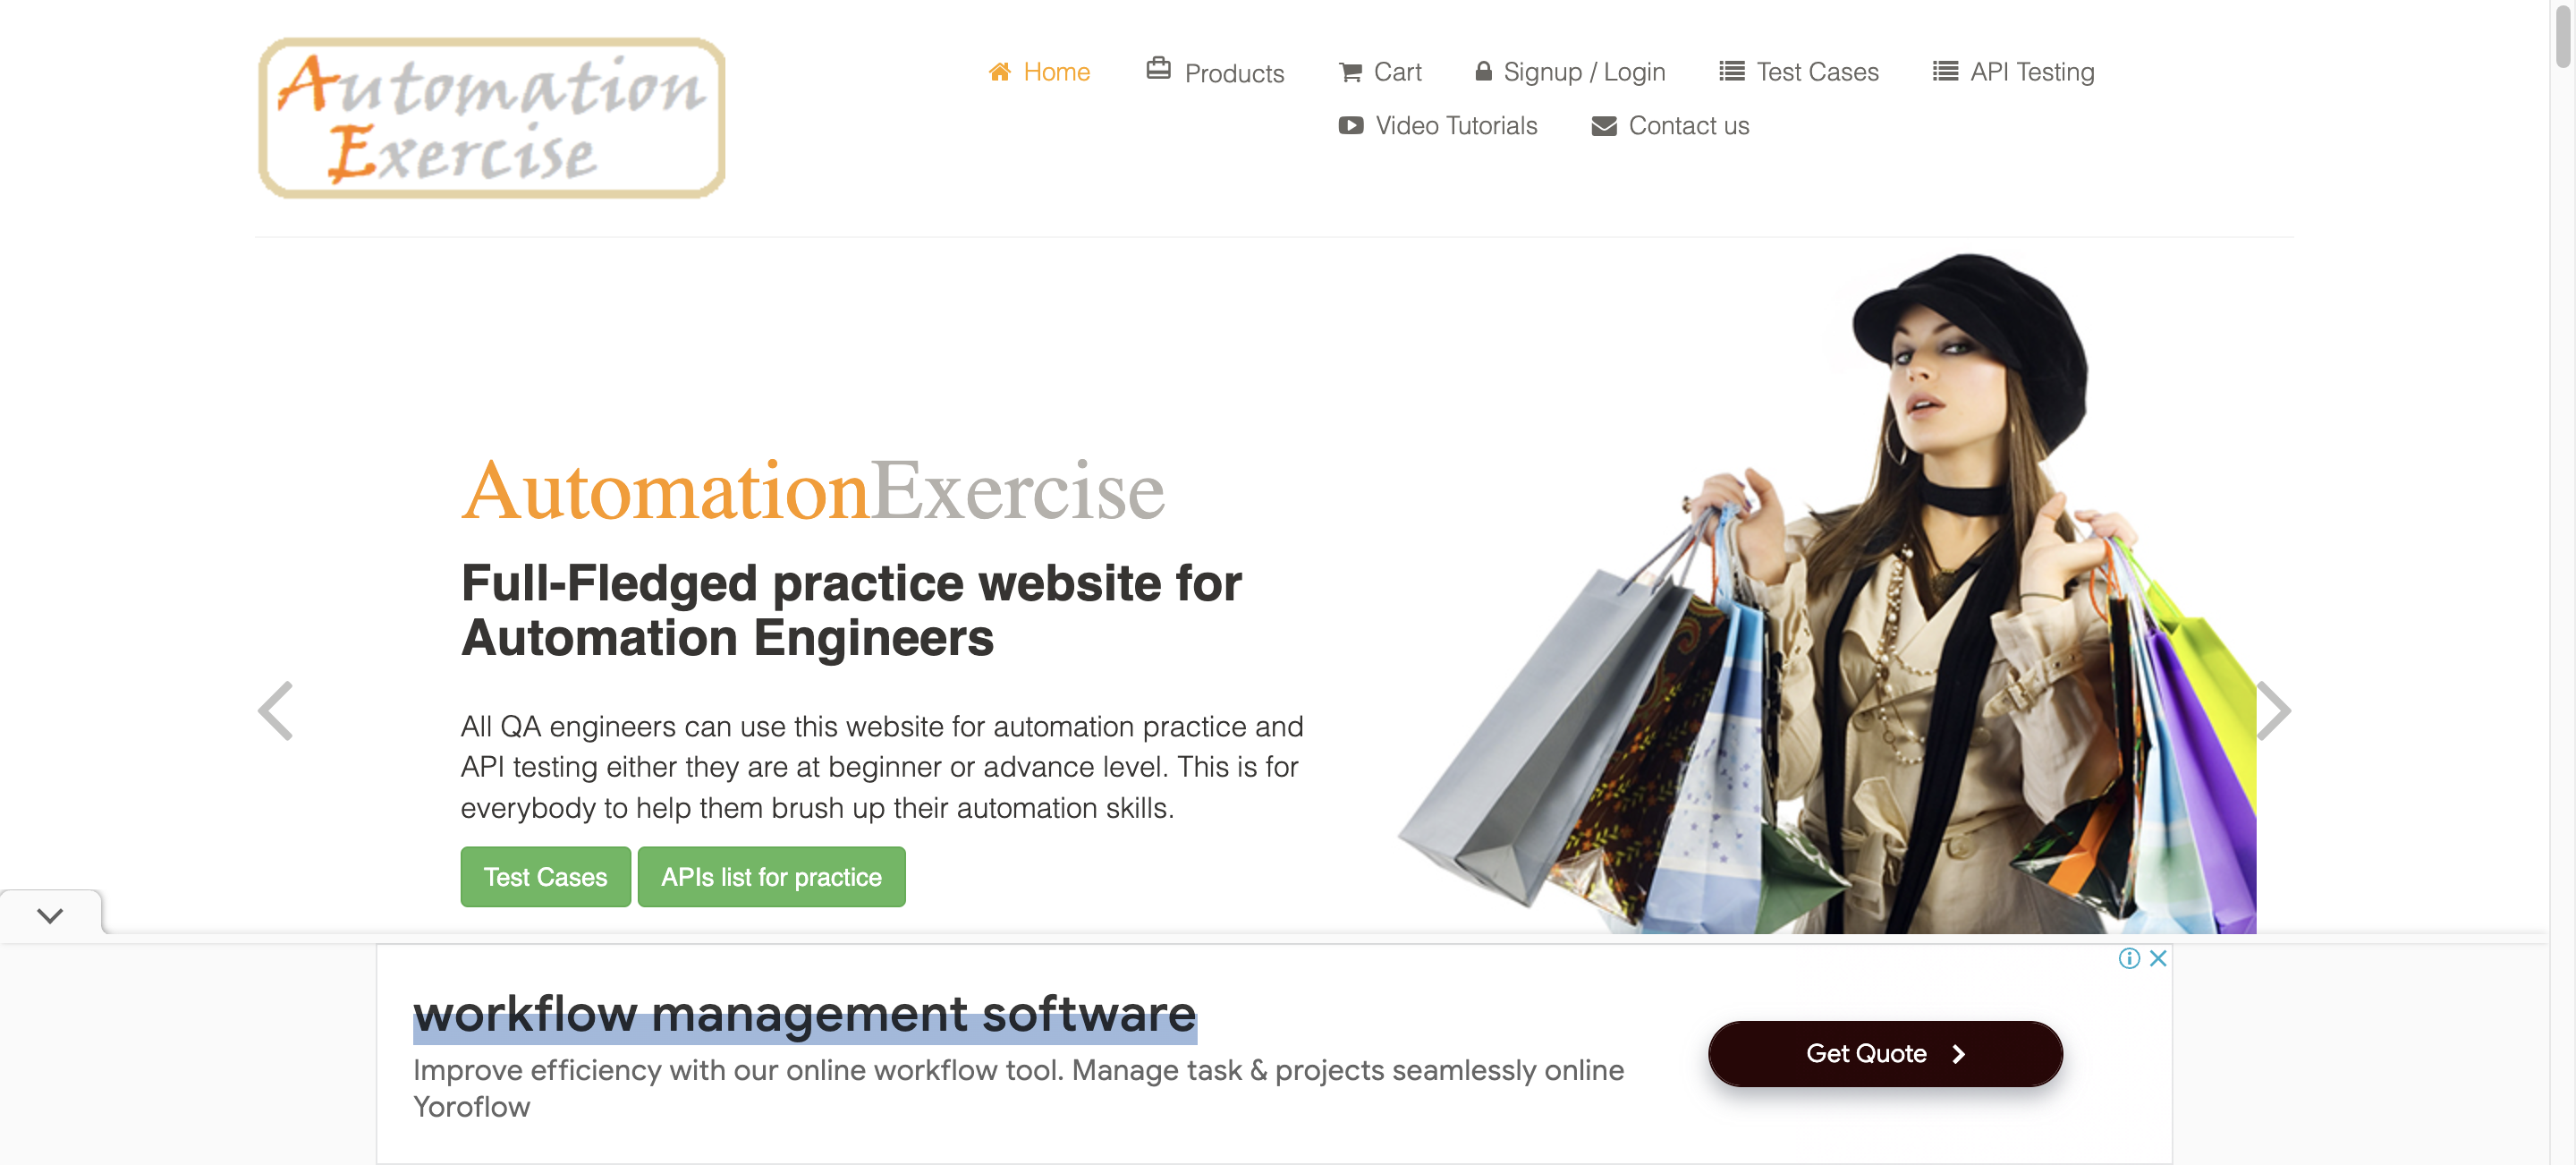 Automation
Exercise
Home Products Cart Signup / Login Test Cases API Testing
Video Tutorials Contact us
AutomationExercise
Full-Fledged practice website for
Automation Engineers
All QA engineers can use this website for automation practice and
API testing either they are at beginner or advance level. This is for
everybody to help them brush up their automation skills.
Test Cases APIs list for practice
workflow management software
Improve efficiency with our online workflow tool. Manage task & projects seamlessly online
Yoroflow
Get Quote